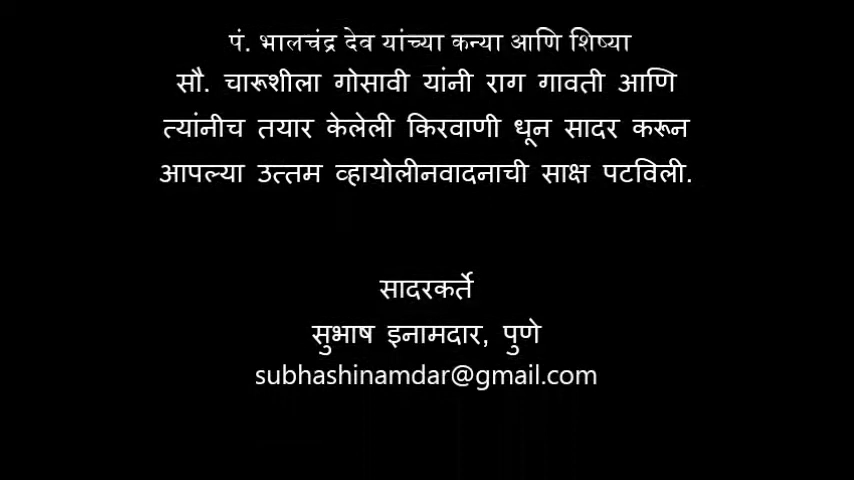 पं. भालचंद्र देव यांच्या कन्या आणि शिष्या
सौ. चारूशीला गोसावी यांनी राग गावती आणि
त्यांनीच तयार केलेली किरवाणी धून सादर करून
आपल्या उत्तम व्हायोलीनवादनाची साक्ष पटविली.
सादरकर्ते
सुभाष इनामदार, पुणे
subhashinamdar@gmail.com